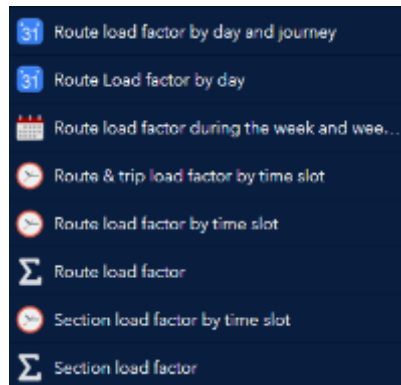 31 Route load factor by day and journey
31 Route Load factor by day
Route load factor during the week and wee...
Route & trip load factor by time slot
Route load factor by time slot
Σ Route load factor
Section load factor by time slot
Σ Section load factor